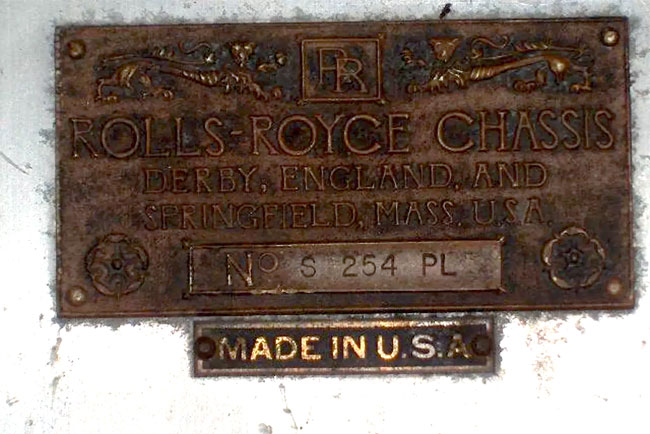 RR
ROLLS-ROYCE CHASSIS
DERBY, ENGLAND, AND
SPRINGFIELD, MASS. U.S.A.
No S 254 PL
MADE IN U.S.A